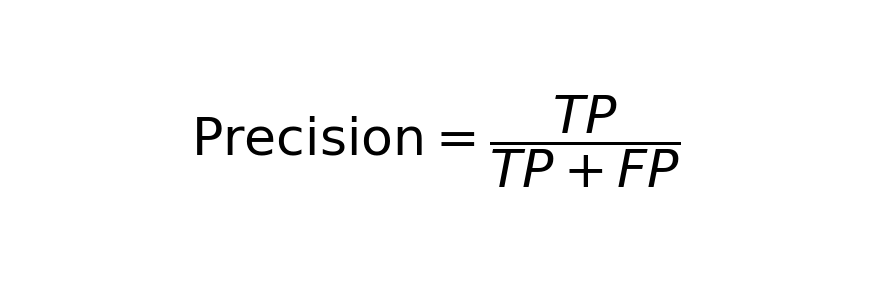 Precision = TP / TP + FP